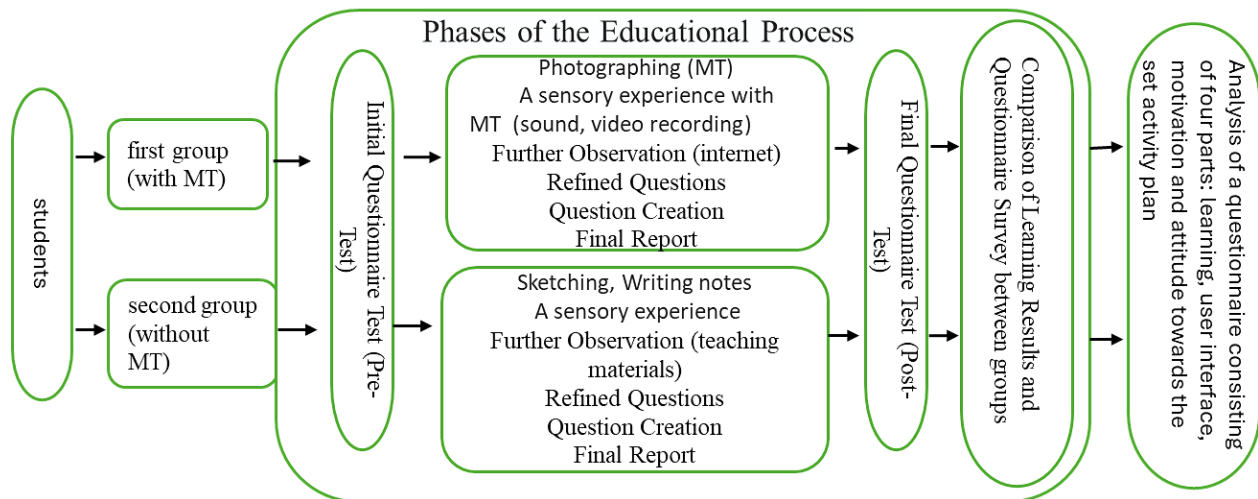 Phases of the Educational Process
students
first group
(with MT)
second group
(without
MT)
Initial Questionnaire Test (Pre-
Test)
Photographing (MT)
A sensory experience with
MT (sound, video recording)
Further Observation (internet)
Refined Questions
Question Creation
Final Report
Sketching, Writing notes
A sensory experience
Further Observation (teaching
materials)
Refined Questions
Question Creation
Final Report
Final Questionnaire Test (Post-
Test)
Comparison of Learning Results and
Questionnaire Survey between groups
Analysis of a questionnaire consisting
of four parts: learning, user interface,
motivation and attitude towards the
set activity plan